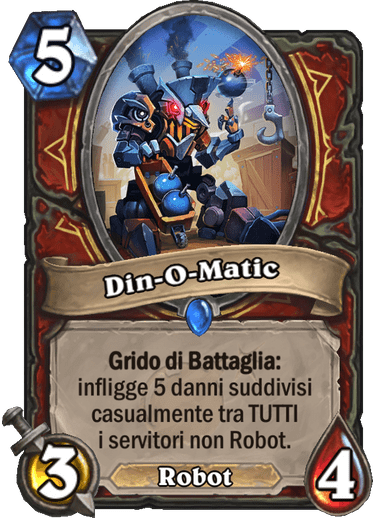 5
Din-O-Matic
Grido di Battaglia:
infligge 5 danni suddivisi
casualmente tra TUTTI
i servitori non Robot.
3
Robot
4